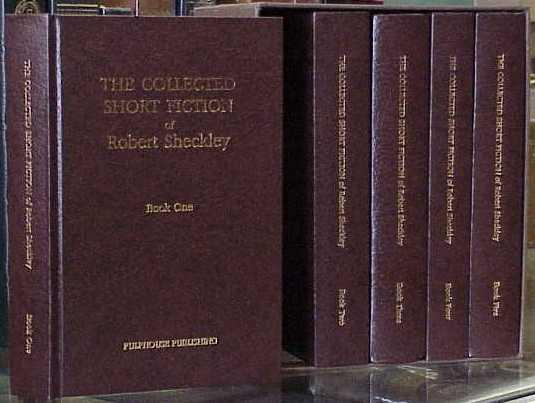 THE COLLECTED
SHORT FICTION
of
Robert Sheckley
Book One
PULPHOUSE PUBLISHING
THE COLLECTED SHORT FICTION of Robert Sheckley
Book One
THE COLLECTED SHORT FICTION of Robert Sheckley
Book Two
THE COLLECTED SHORT FICTION of Robert Sheckley
Book Three
THE COLLECTED SHORT FICTION of Robert Sheckley
Book Four
THE COLLECTED SHORT FICTION of Robert Sheckley
Book Five